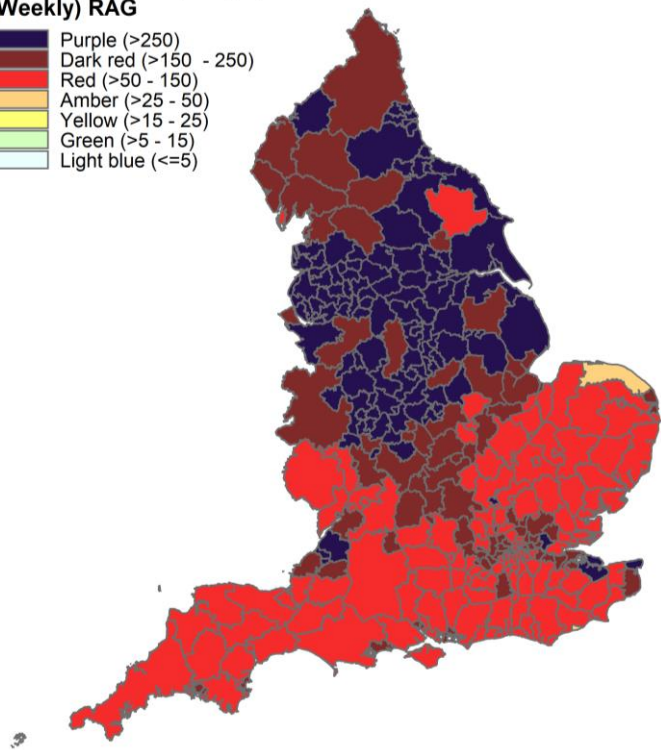 Weekly) RAG
Purple (>250)
Dark red (>150 - 250)
Red (>50 - 150)
Amber (>25 - 50)
Yellow (>15 - 25)
Green (>5 - 15)
Light blue (<=5)